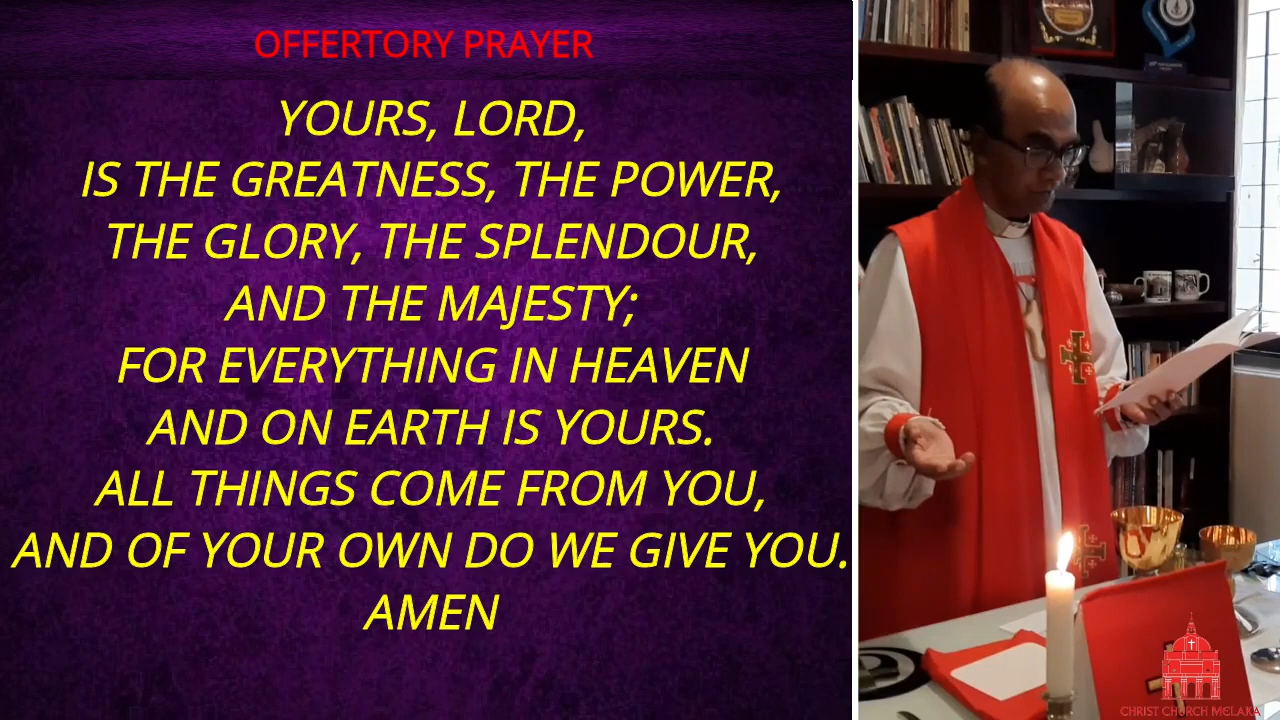 OFFERTORY PRAYER
YOURS, LORD,
IS THE GREATNESS, THE POWER,
THE GLORY, THE SPLENDOUR,
AND THE MAJESTY;
FOR EVERYTHING IN HEAVEN
AND ON EARTH IS YOURS.
ALL THINGS COME FROM YOU,
AND OF YOUR OWN DO WE GIVE YOU.
AMEN
CHRIST CHURCH MELAKA